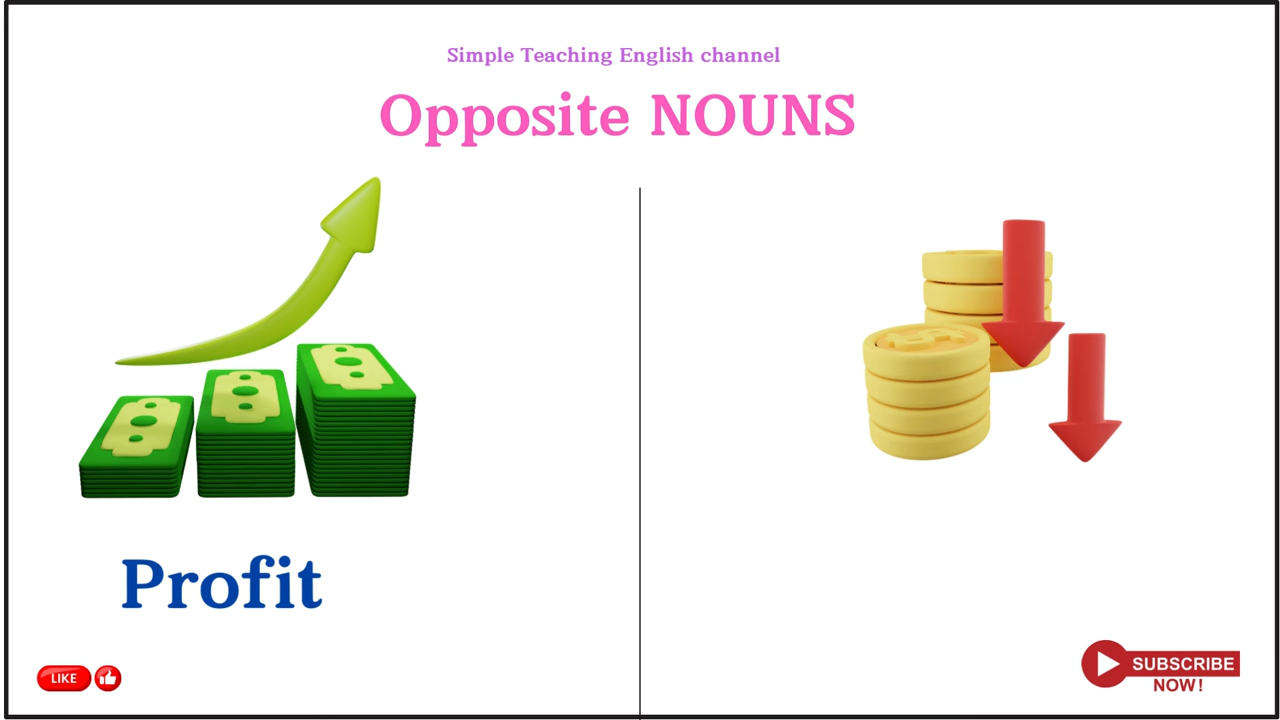 Simple Teaching English channel
Opposite NOUNS
Profit
LIKE
SUBSCRIBE
NOW!